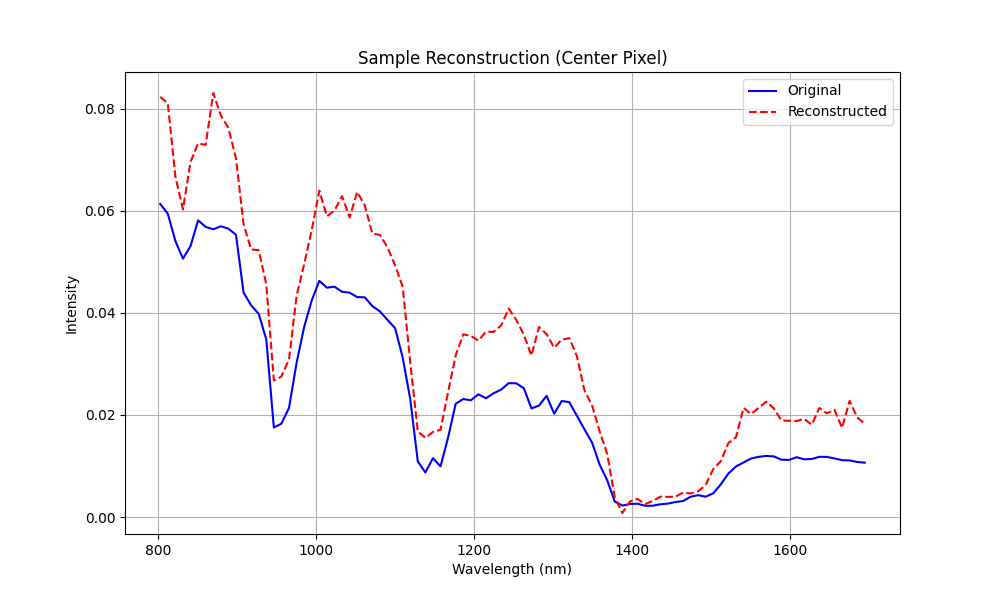 Sample Reconstruction (Center Pixel)
Original
Reconstructed
0.08
0.06
0.04
0.02
0.00
Intensity
800 1000 1200 1400 1600
Wavelength (nm)